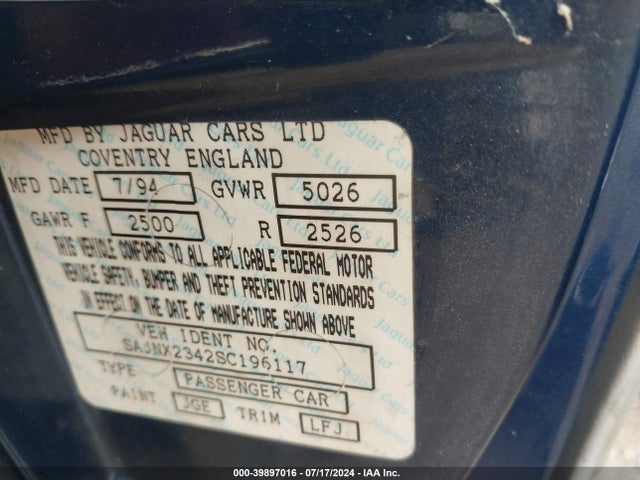 MFD BY JAGUAR CARS LTD
COVENTRY ENGLAND
MFD DATE 7/94 GVWR 5026
GAWR F 2500 R 2526
THIS VEHICLE CONFORMS TO ALL APPLICABLE FEDERAL MOTOR
VEHICLE SAFETY, BUMPER AND THEFT PREVENTION STANDARDS
IN EFFECT ON THE DATE OF MANUFACTURE SHOWN ABOVE
VEH IDENT NO.
SAJNX2342SC196117
TYPE PASSENGER CAR
PAINT JGE TRIM LFJ
000-39897016 - 07/17/2024 - IAA Inc.